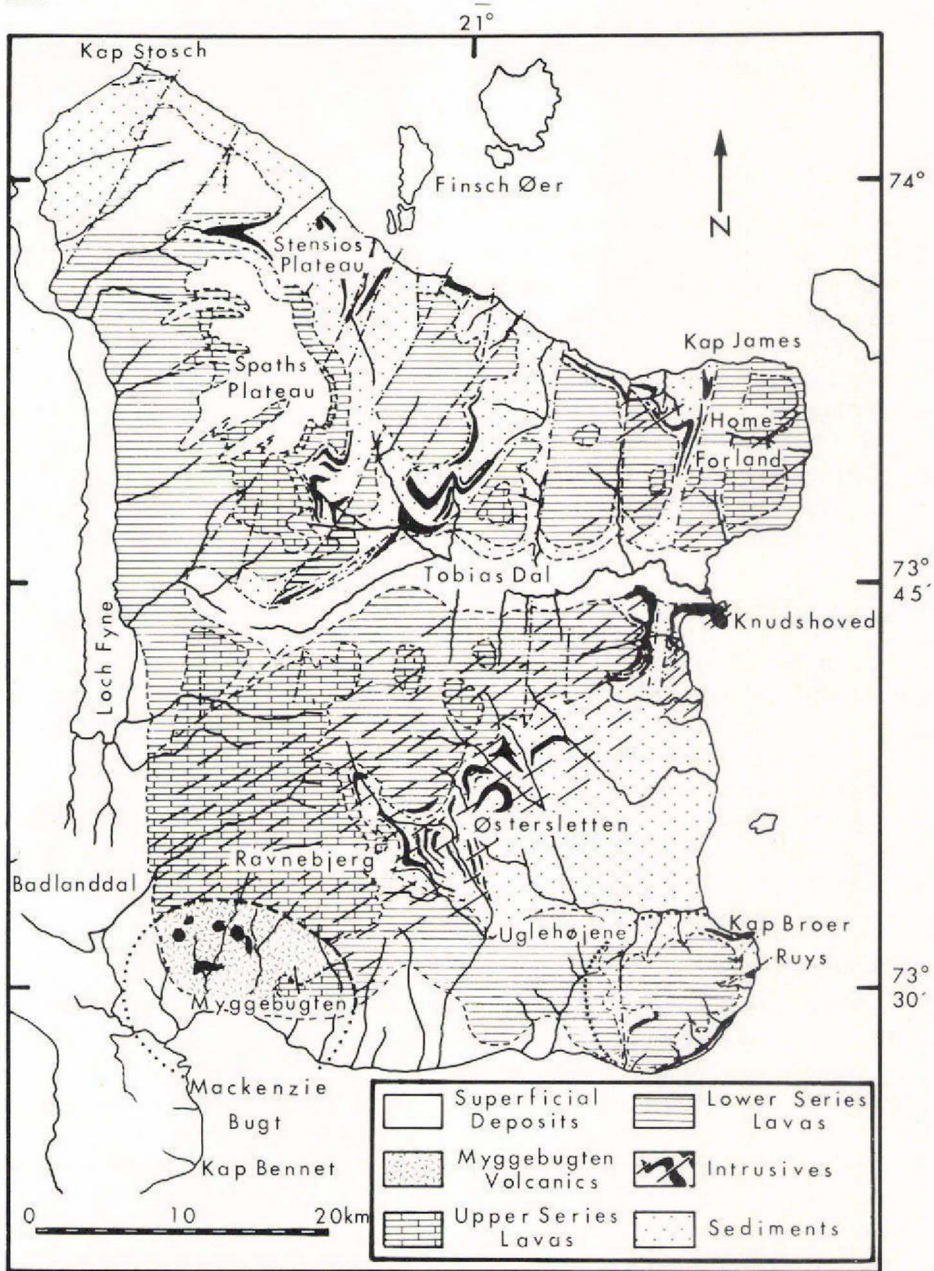 21°
Kap Stosch
Finsch Øer
74°
N
Stensios
Plateau
Kap James
Spaths
Plateau
Home
Forland
Tobias Dal
73°
45'
Knudshoved
Loch Fyne
Østersletten
Ravnebjerg
Badlanddal
Uglehøjene
Kap Broer
Ruys
Myggebugten
73°
30'
Mackenzie
Bugt
Kap Bennet
0 10 20km
Superficial
Deposits
Myggebugten
Volcanics
Upper Series
Lavas
Lower Series
Lavas
Intrusives
Sediments